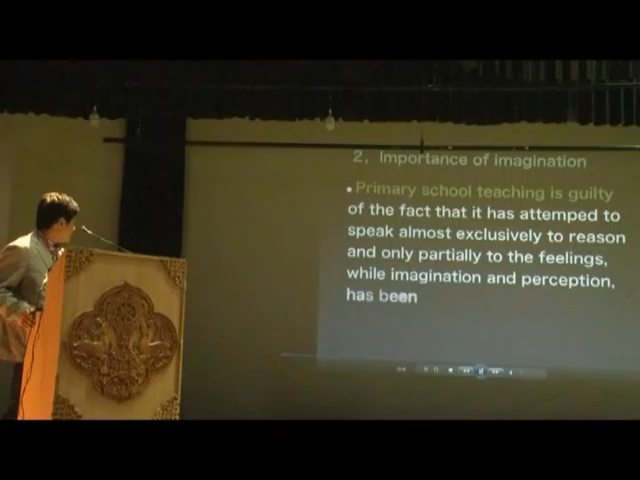 2. Importance of imagination
• Primary school teaching is guilty
of the fact that it has attemped to
speak almost exclusively to reason
and only partially to the feelings,
while imagination and perception,
has been